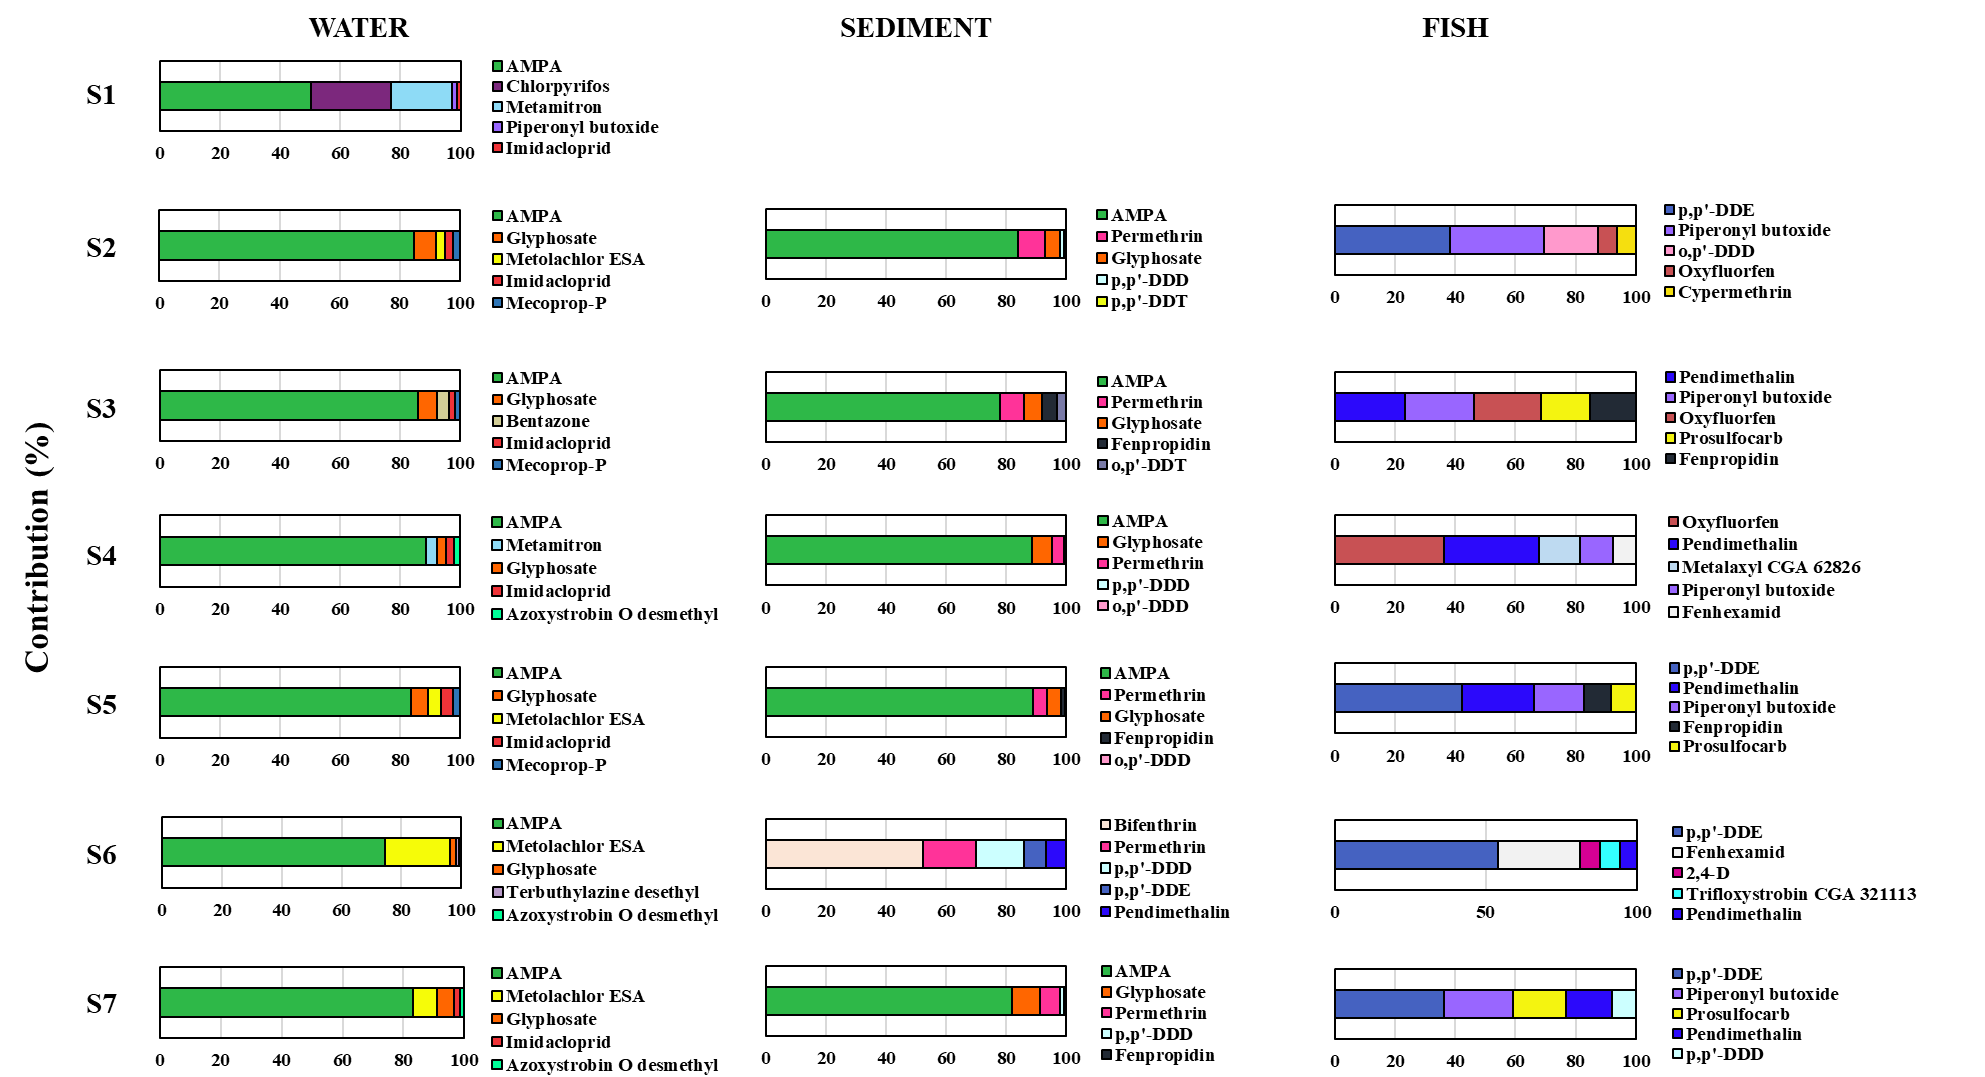 WATER
SEDIMENT
FISH
Contribution (%)
S1
AMPA
Chlorpyrifos
Metamitron
Piperonyl butoxide
Imidacloprid
0 20 40 60 80 100
S2
AMPA
Glyphosate
Metolachlor ESA
Imidacloprid
Mecoprop-P
0 20 40 60 80 100
AMPA
Permethrin
Glyphosate
p,p'-DDD
p,p'-DDT
0 20 40 60 80 100
p,p'-DDE
Piperonyl butoxide
o,p'-DDD
Oxyfluorfen
Cypermethrin
0 20 40 60 80 100
S3
AMPA
Glyphosate
Bentazone
Imidacloprid
Mecoprop-P
0 20 40 60 80 100
AMPA
Permethrin
Glyphosate
Fenpropidin
o,p'-DDT
0 20 40 60 80 100
Pendimethalin
Piperonyl butoxide
Oxyfluorfen
Prosulfocarb
Fenpropidin
0 20 40 60 80 100
S4
AMPA
Metamitron
Glyphosate
Imidacloprid
Azoxystrobin O desmethyl
0 20 40 60 80 100
AMPA
Glyphosate
Permethrin
p,p'-DDD
o,p'-DDD
0 20 40 60 80 100
Oxyfluorfen
Pendimethalin
Metalaxyl CGA 62826
Piperonyl butoxide
Fenhexamid
0 20 40 60 80 100
S5
AMPA
Glyphosate
Metolachlor ESA
Imidacloprid
Mecoprop-P
0 20 40 60 80 100
AMPA
Permethrin
Glyphosate
Fenpropidin
o,p'-DDD
0 20 40 60 80 100
p,p'-DDE
Pendimethalin
Piperonyl butoxide
Fenpropidin
Prosulfocarb
0 20 40 60 80 100
S6
AMPA
Metolachlor ESA
Glyphosate
Terbuthylazine desethyl
Azoxystrobin O desmethyl
0 20 40 60 80 100
Bifenthrin
Permethrin
p,p'-DDD
p,p'-DDE
Pendimethalin
0 20 40 60 80 100
p,p'-DDE
Fenhexamid
2,4-D
Trifloxystrobin CGA 321113
Pendimethalin
0 50 100
S7
AMPA
Metolachlor ESA
Glyphosate
Imidacloprid
Azoxystrobin O desmethyl
0 20 40 60 80 100
AMPA
Glyphosate
Permethrin
p,p'-DDD
Fenpropidin
0 20 40 60 80 100
p,p'-DDE
Piperonyl butoxide
Prosulfocarb
Pendimethalin
p,p'-DDD
0 20 40 60 80 100